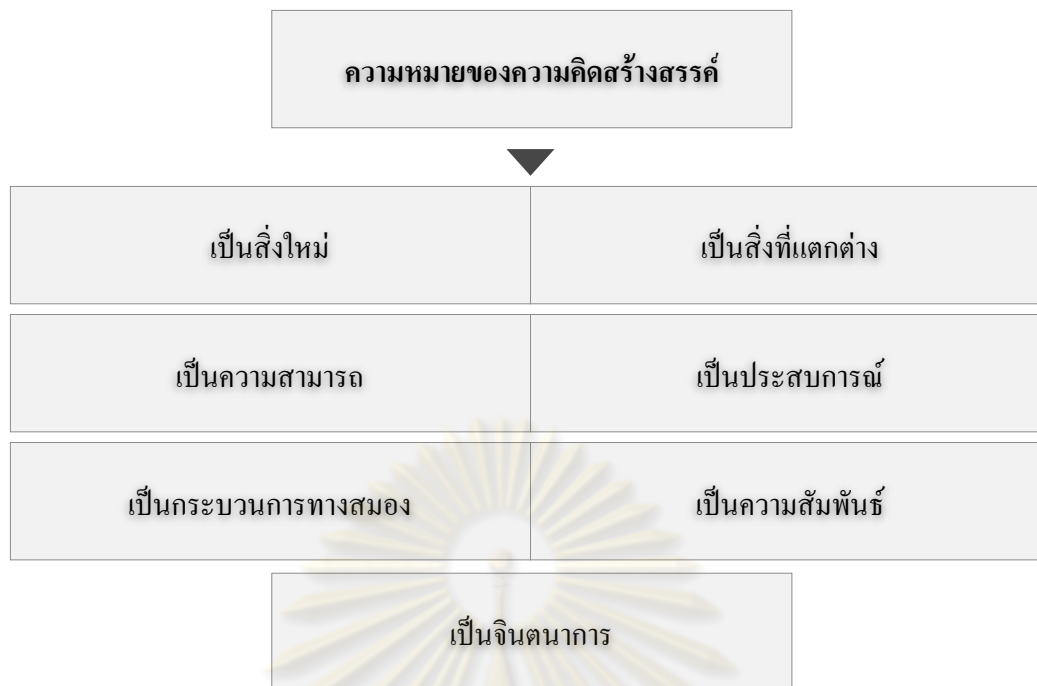 ความหมายของความคิดสร้างสรรค์
เป็นสิ่งใหม่
เป็นสิ่งที่แตกต่าง
เป็นความสามารถ
เป็นประสบการณ์
เป็นกระบวนการทางสมอง
เป็นความสัมพันธ์
เป็นจินตนาการ